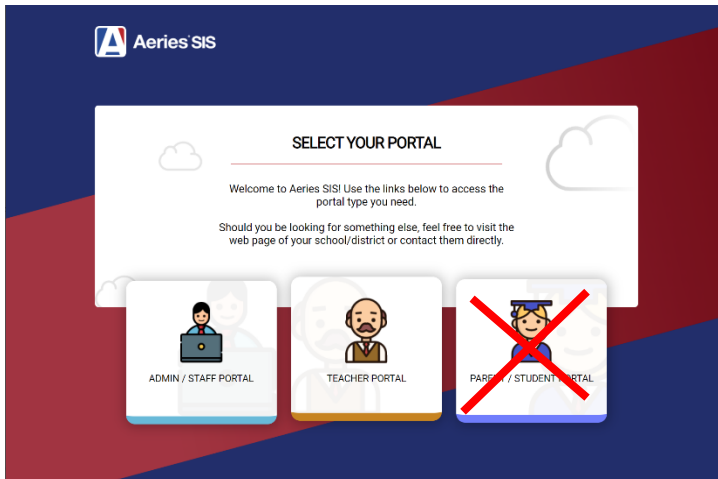 Aeries SIS
SELECT YOUR PORTAL
Welcome to Aeries SIS! Use the links below to access the
portal type you need.
Should you be looking for something else, feel free to visit the
web page of your school/district or contact them directly.
ADMIN / STAFF PORTAL
TEACHER PORTAL
PARENT / STUDENT PORTAL